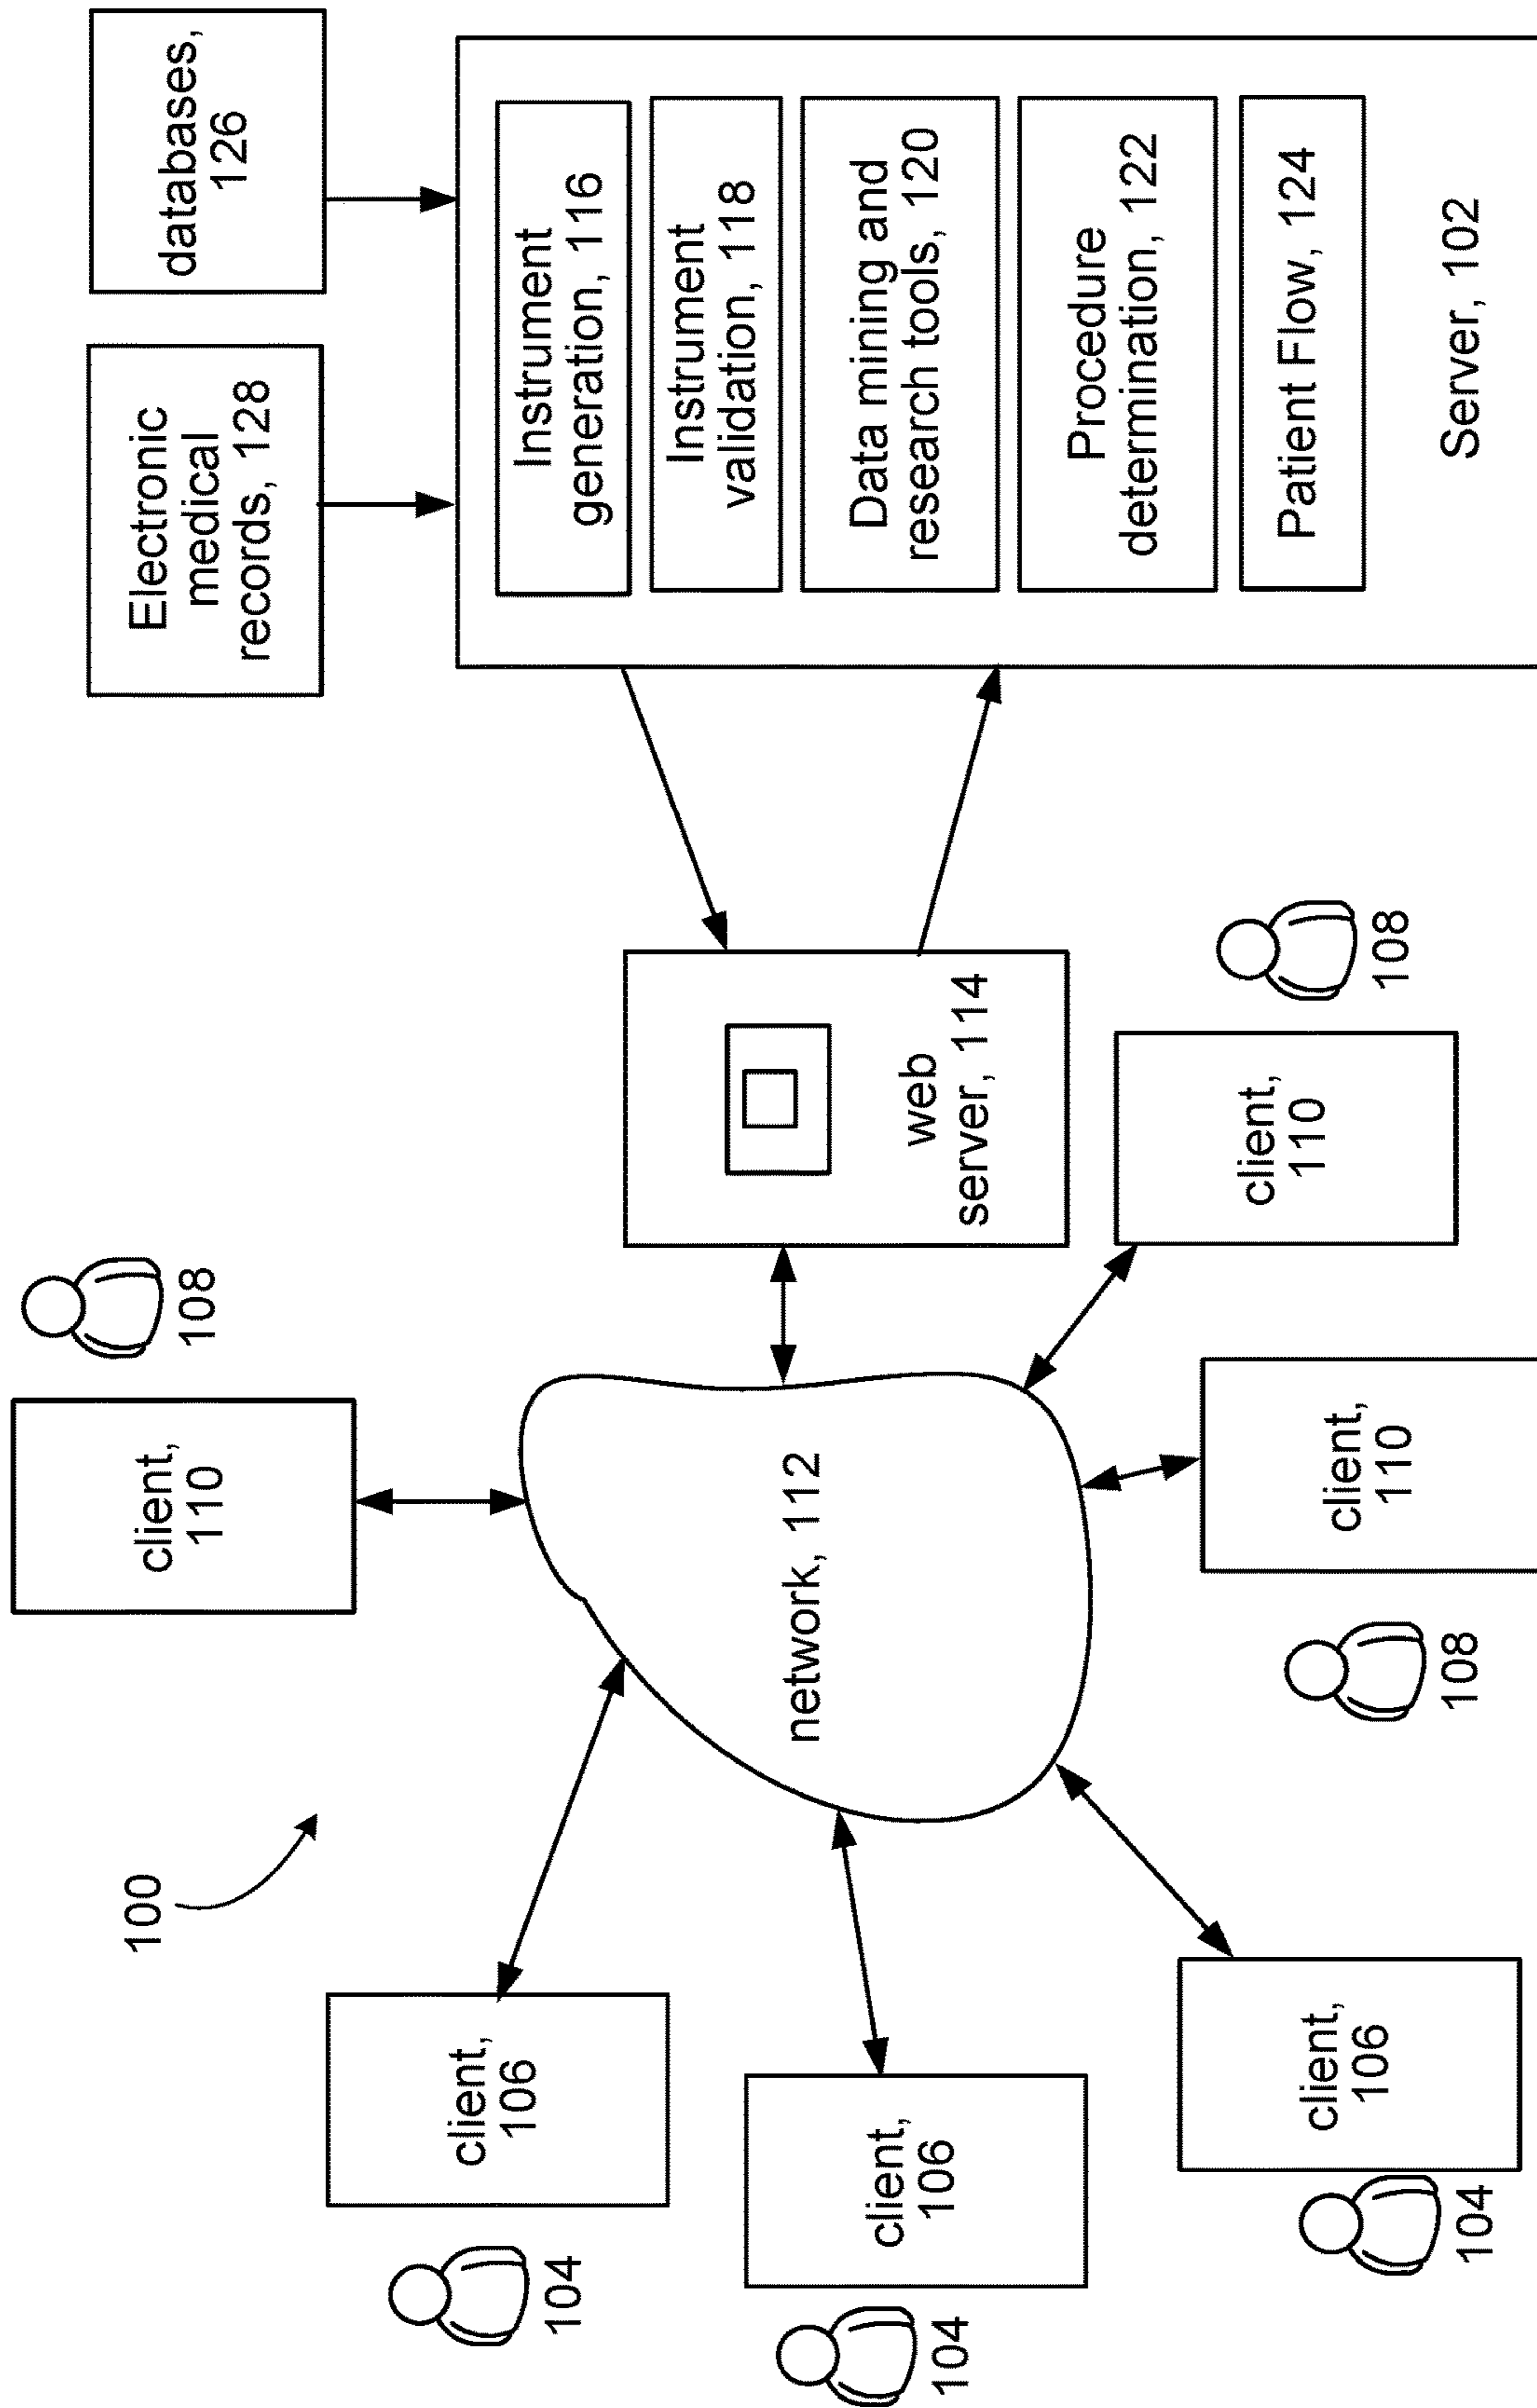 100
client,
106
104
client,
106
104
client,
106
104
client,
110
108
client,
110
108
client,
110
108
network, 112
web
server, 114
Electronic
medical
records, 128
databases,
126
Instrument
generation, 116
Instrument
validation, 118
Data mining and
research tools, 120
Procedure
determination, 122
Patient Flow, 124
Server, 102